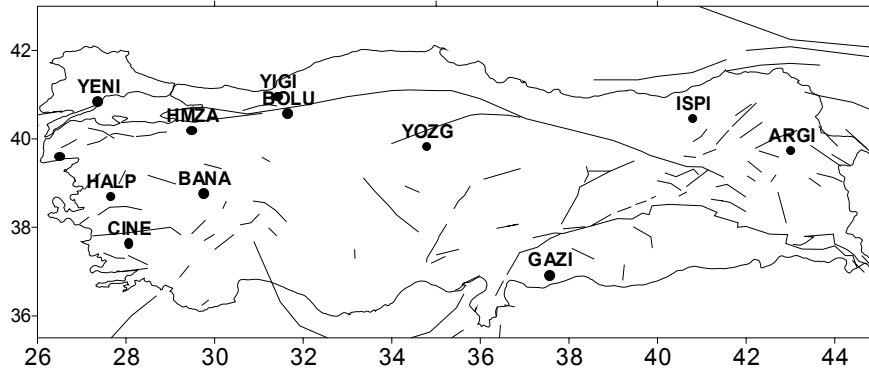 42
YENI
YIGI
BOLU
HMZA
ISPI
40
YOZG
ARGI
HALP
BANA
38
CINE
GAZI
36
26 28 30 32 34 36 38 40 42 44